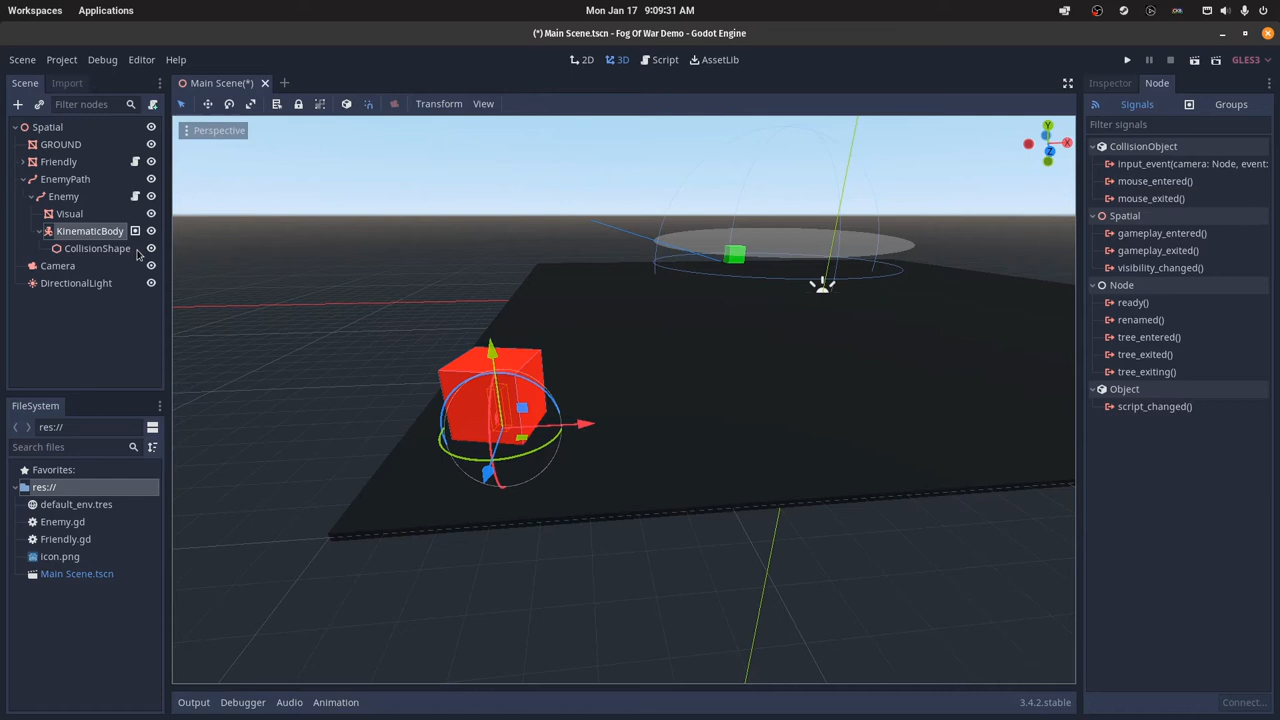 Workspaces Applications Mon Jan 17 9:09:31 AM
(*) Main Scene.tscn - Fog Of War Demo - Godot Engine
Scene Project Debug Editor Help 2D 3D Script AssetLib GLES3
Scene Import Main Scene(*) Inspector Node
Filter nodes Transform View Signals Groups
Perspective Y X Z
Filter signals
Spatial
GROUND
Friendly
EnemyPath
Enemy
Visual
KinematicBody
CollisionShape
Camera
DirectionalLight
CollisionObject
input_event(camera: Node, event:
mouse_entered()
mouse_exited()
Spatial
gameplay_entered()
gameplay_exited()
visibility_changed()
Node
ready()
renamed()
tree_entered()
tree_exited()
tree_exiting()
Object
script_changed()
FileSystem
res://
Search files
Favorites:
res://
default_env.tres
Enemy.gd
Friendly.gd
icon.png
Main Scene.tscn
Output Debugger Audio Animation 3.4.2.stable Connect...